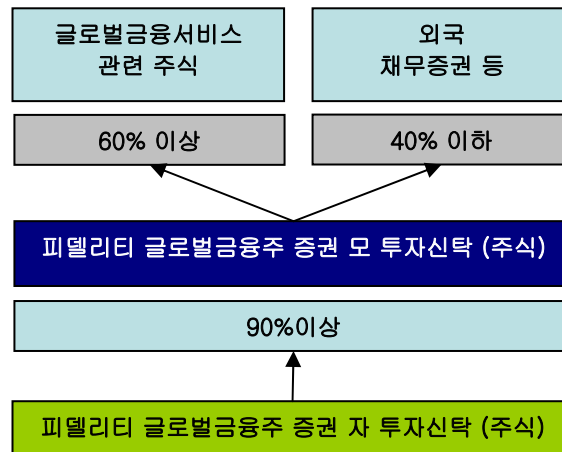 글로벌금융서비스
관련 주식
외국
채무증권 등
60% 이상
40% 이하
피델리티 글로벌금융주 증권 모 투자신탁 (주식)
90%이상
피델리티 글로벌금융주 증권 자 투자신탁 (주식)